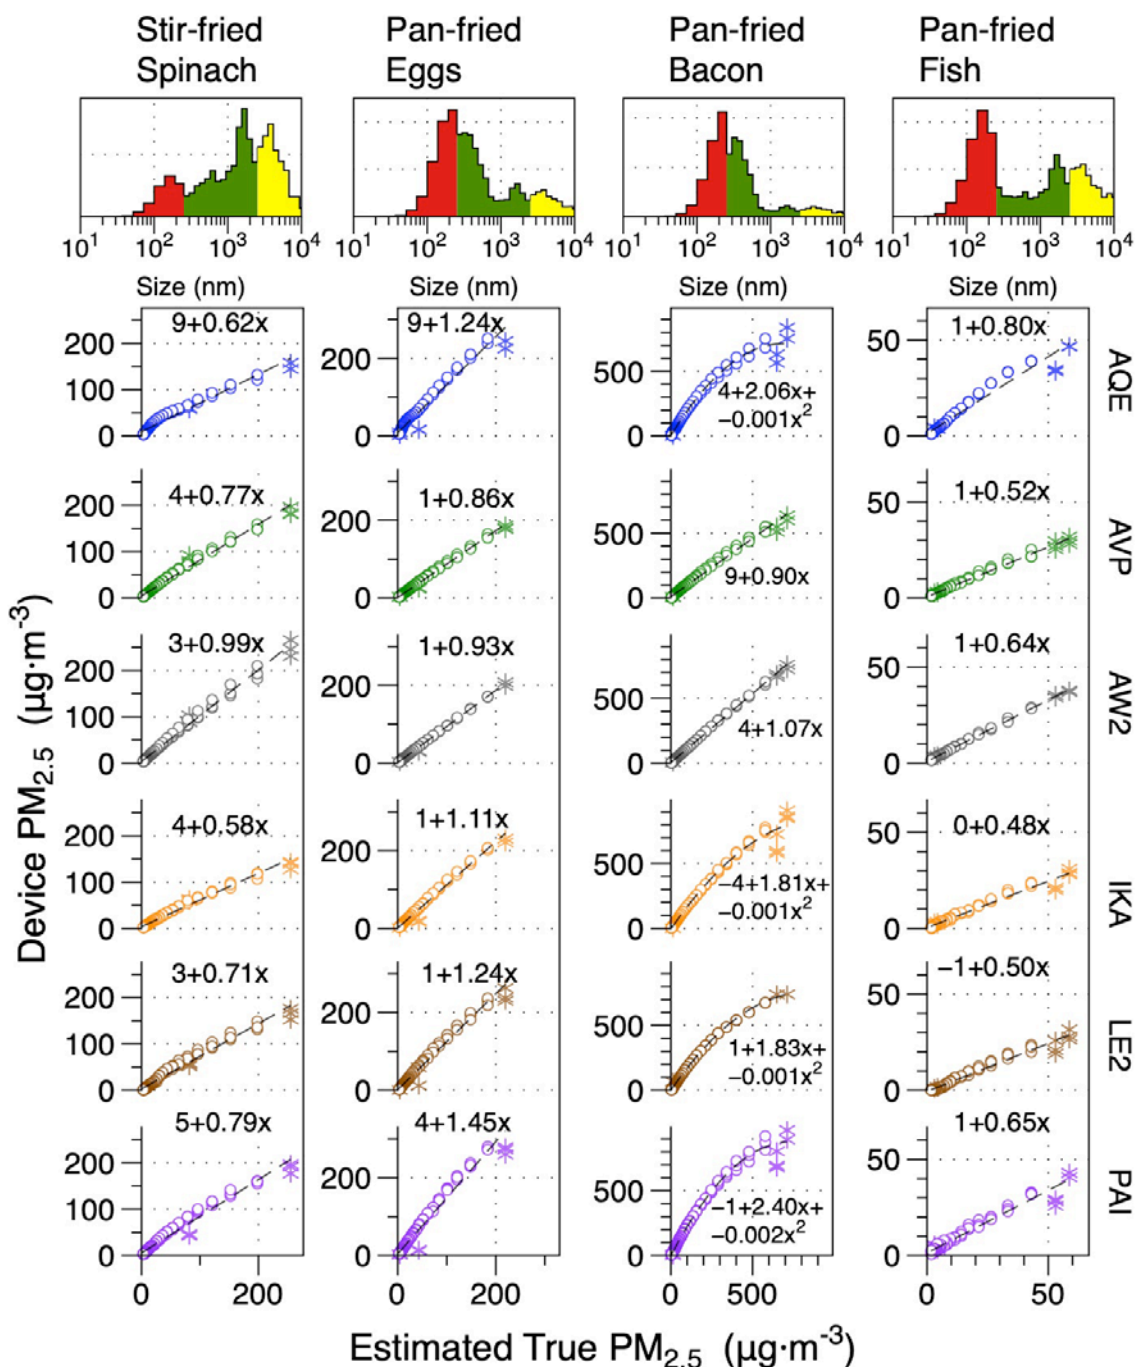 Stir-fried Spinach
Pan-fried Eggs
Pan-fried Bacon
Pan-fried Fish
10¹ 10² 10³ 10⁴
10¹ 10² 10³ 10⁴
10¹ 10² 10³ 10⁴
10¹ 10² 10³ 10⁴
Size (nm)
Size (nm)
Size (nm)
Size (nm)
Device PM2.5 (µg·m⁻³)
200
100
0
9+0.62x
200
0
9+1.24x
500
0
4+2.06x+
−0.001x²
50
0
1+0.80x
AQE
200
100
0
4+0.77x
200
0
1+0.86x
500
0
9+0.90x
50
0
1+0.52x
AVP
200
100
0
3+0.99x
200
0
1+0.93x
500
0
4+1.07x
50
0
1+0.64x
AW2
200
100
0
4+0.58x
200
0
1+1.11x
500
0
−4+1.81x+
−0.001x²
50
0
0+0.48x
IKA
200
100
0
3+0.71x
200
0
1+1.24x
500
0
1+1.83x+
−0.001x²
50
0
−1+0.50x
LE2
200
100
0
5+0.79x
200
0
4+1.45x
500
0
−1+2.40x+
−0.002x²
50
0
1+0.65x
PAI
0 200
0 200
0 500
0 50
Estimated True PM2.5 (µg·m⁻³)